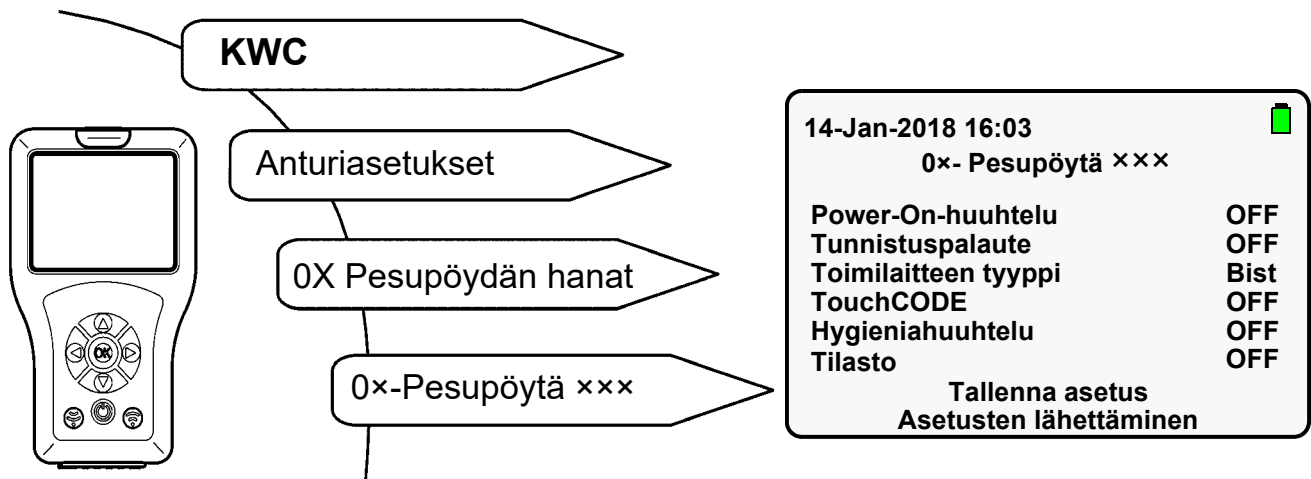 KWC
Anturiasetukset
0X Pesupöydän hanat
0×-Pesupöytä ×××
OK
14-Jan-2018 16:03
0×- Pesupöytä ×××
Power-On-huuhtelu OFF
Tunnistuspalaute OFF
Toimilaitteen tyyppi Bist
TouchCODE OFF
Hygieniahuuhtelu OFF
Tilasto OFF
Tallenna asetus
Asetusten lähettäminen